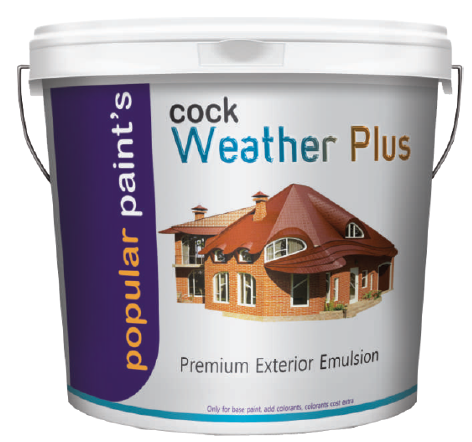 popular paint's
cock
Weather Plus
Premium Exterior Emulsion
Only for base paint, add colorants, colorants cost extra